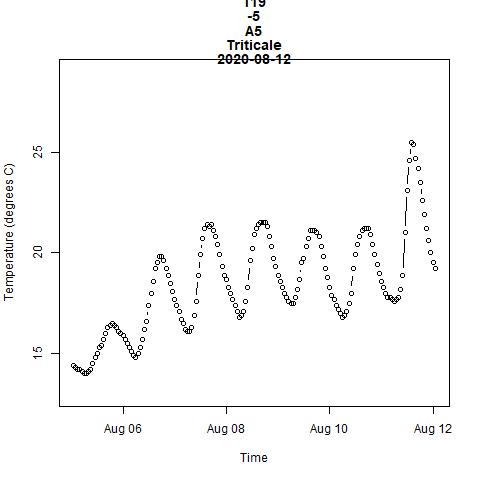 T19
-5
A5
Triticale
2020-08-12
Temperature (degrees C)
25
20
15
Aug 06
Aug 08
Aug 10
Aug 12
Time